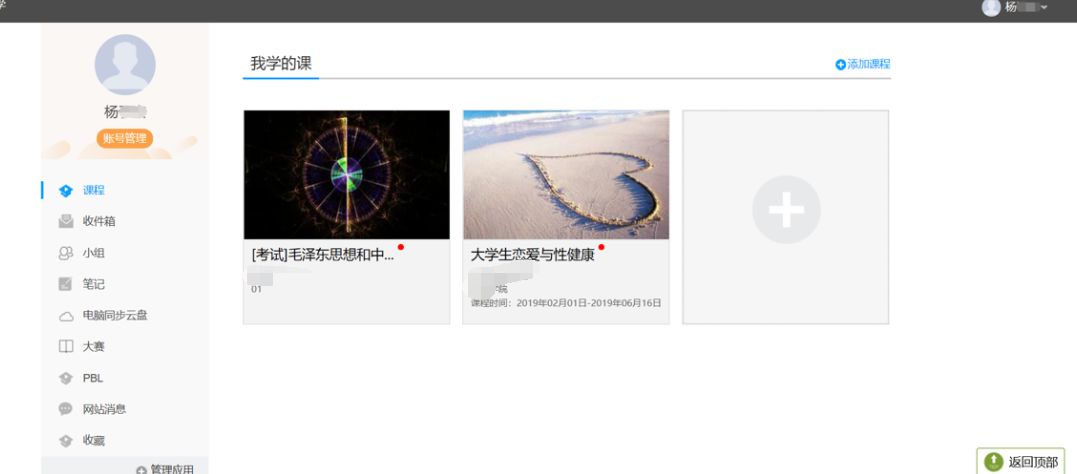 学
杨
我学的课
添加课程
杨
账号管理
课程
收件箱
小组
笔记
电脑同步云盘
大赛
PBL
网站消息
收藏
管理应用
[考试]毛泽东思想和中...
01
大学生恋爱与性健康
学院
课程时间：2019年02月01日-2019年06月16日
返回顶部